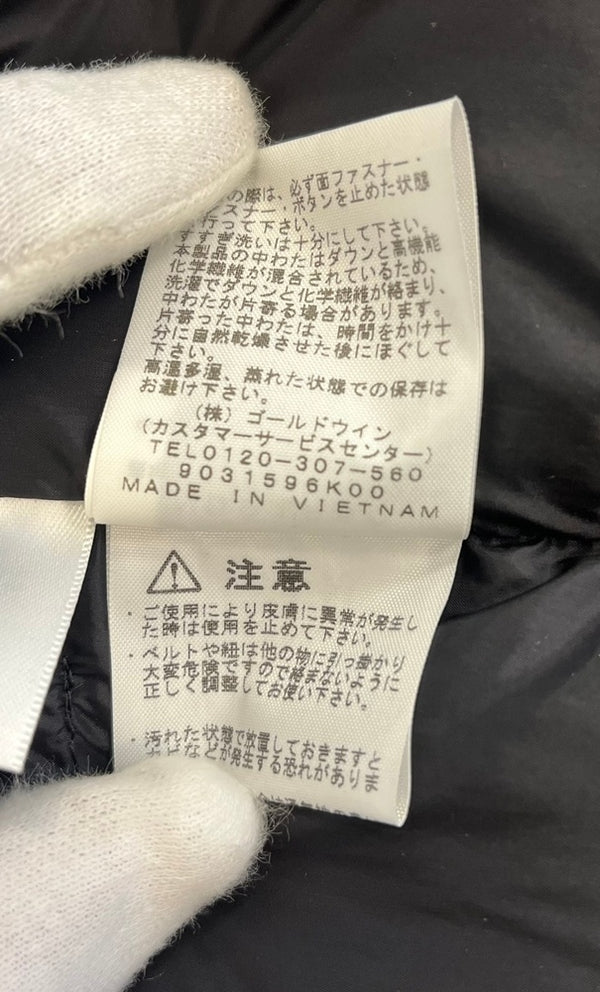 の際は、必ず面ファスナー・
スナー・ボタンを止めた状態
行って下さい。
すすぎ洗いは十分にして下さい。
本製品の中わたはダウンと高機能
化学繊維が混合されているため、
洗濯でダウンと化学繊維が絡まり、
中わたが片寄る場合があります。
片寄った中わたは、時間をかけ十
分に自然乾燥させた後にほぐして
下さい。
高温多湿、蒸れた状態での保存は
お避け下さい。
(株)ゴールドウイン
(カスタマーサービスセンター)
TEL0120-307-560
9031596K00
MADE IN VIETNAM
注意
・ご使用により皮膚に異常が発生し
た時は使用を止めて下さい。
・ベルトや紐は他の物に引っ掛かり
大変危険ですので絡まないように
正しく調整してお使い下さい。
・汚れた状態で放置しておきますと
カビなどが発生する恐れがありま